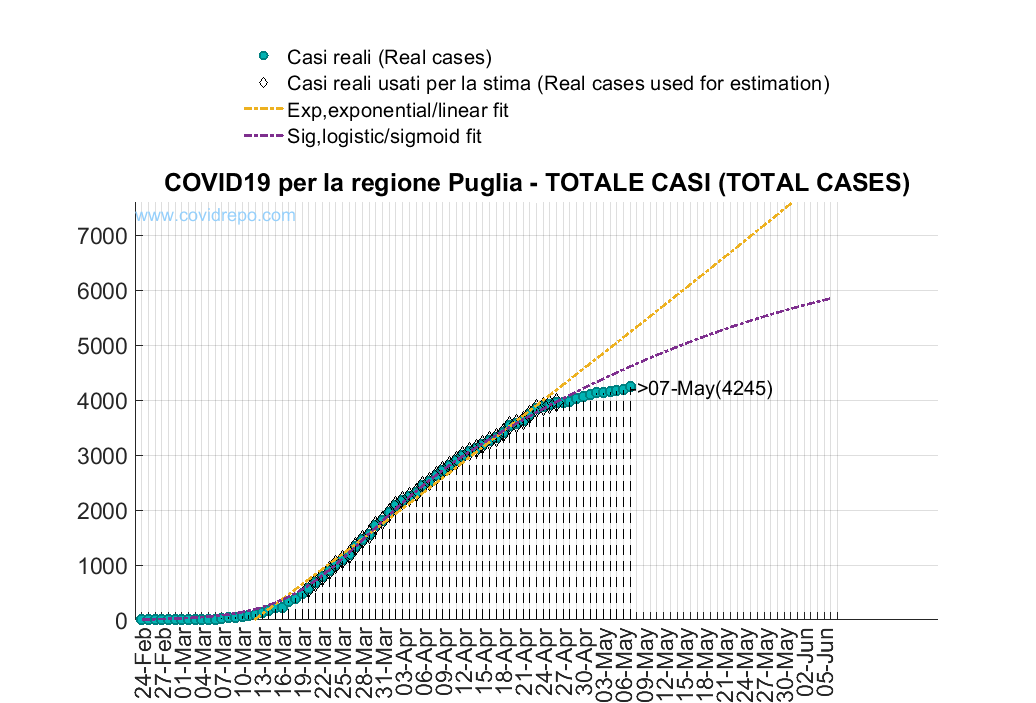 Casi reali (Real cases)
Casi reali usati per la stima (Real cases used for estimation)
Exp,exponential/linear fit
Sig,logistic/sigmoid fit
COVID19 per la regione Puglia - TOTALE CASI (TOTAL CASES)
www.covidrepo.com
7000
6000
5000
4000
3000
2000
1000
0
>07-May(4245)
24-Feb
27-Feb
01-Mar
04-Mar
07-Mar
10-Mar
13-Mar
16-Mar
19-Mar
22-Mar
25-Mar
28-Mar
31-Mar
03-Apr
06-Apr
09-Apr
12-Apr
15-Apr
18-Apr
21-Apr
24-Apr
27-Apr
30-Apr
03-May
06-May
09-May
12-May
15-May
18-May
21-May
24-May
27-May
30-May
02-Jun
05-Jun